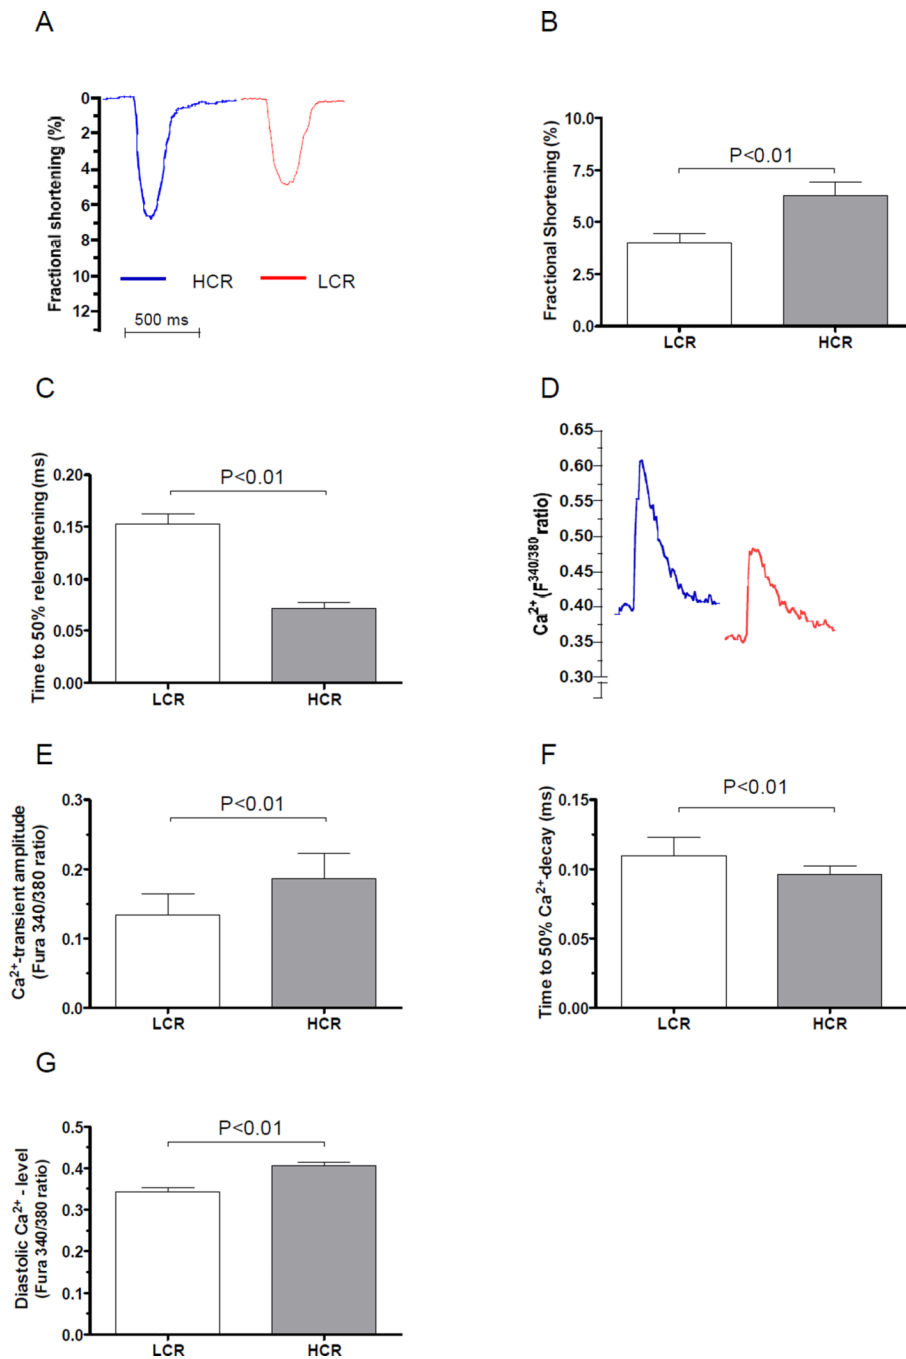 A
Fractional shortening (%)
0
2
4
6
8
10
12
HCR
LCR
500 ms
B
Fractional Shortening (%)
10.0
7.5
5.0
2.5
0.0
P<0.01
LCR
HCR
C
Time to 50% relenghtening (ms)
0.20
0.15
0.10
0.05
0.00
P<0.01
LCR
HCR
D
Ca²⁺ (F³⁴⁰/³⁸⁰ ratio)
0.65
0.60
0.55
0.50
0.45
0.40
0.35
0.30
E
Ca²⁺-transient amplitude
(Fura 340/380 ratio)
0.3
0.2
0.1
0.0
P<0.01
LCR
HCR
F
Time to 50% Ca²⁺-decay (ms)
0.15
0.10
0.05
0.00
P<0.01
LCR
HCR
G
Diastolic Ca²⁺ - level
(Fura 340/380 ratio)
0.5
0.4
0.3
0.2
0.1
0.0
P<0.01
LCR
HCR